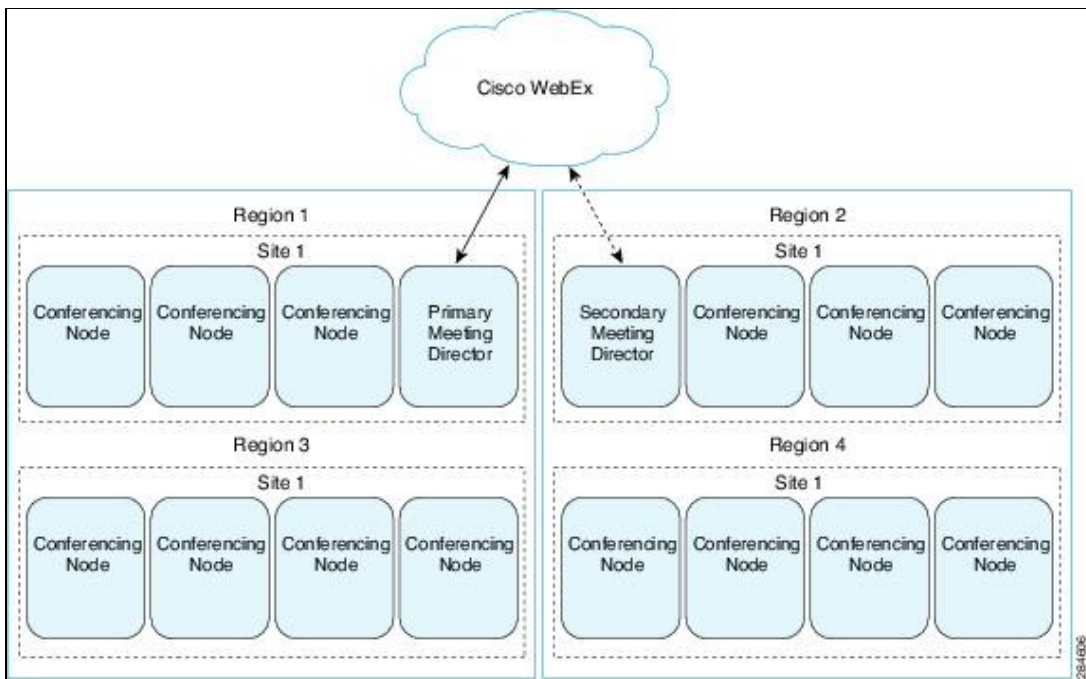 Cisco WebEx
Region 1
Site 1
Conferencing
Node
Conferencing
Node
Conferencing
Node
Primary
Meeting
Director
Region 2
Site 1
Secondary
Meeting
Director
Conferencing
Node
Conferencing
Node
Conferencing
Node
Region 3
Site 1
Conferencing
Node
Conferencing
Node
Conferencing
Node
Conferencing
Node
Region 4
Site 1
Conferencing
Node
Conferencing
Node
Conferencing
Node
Conferencing
Node
284606